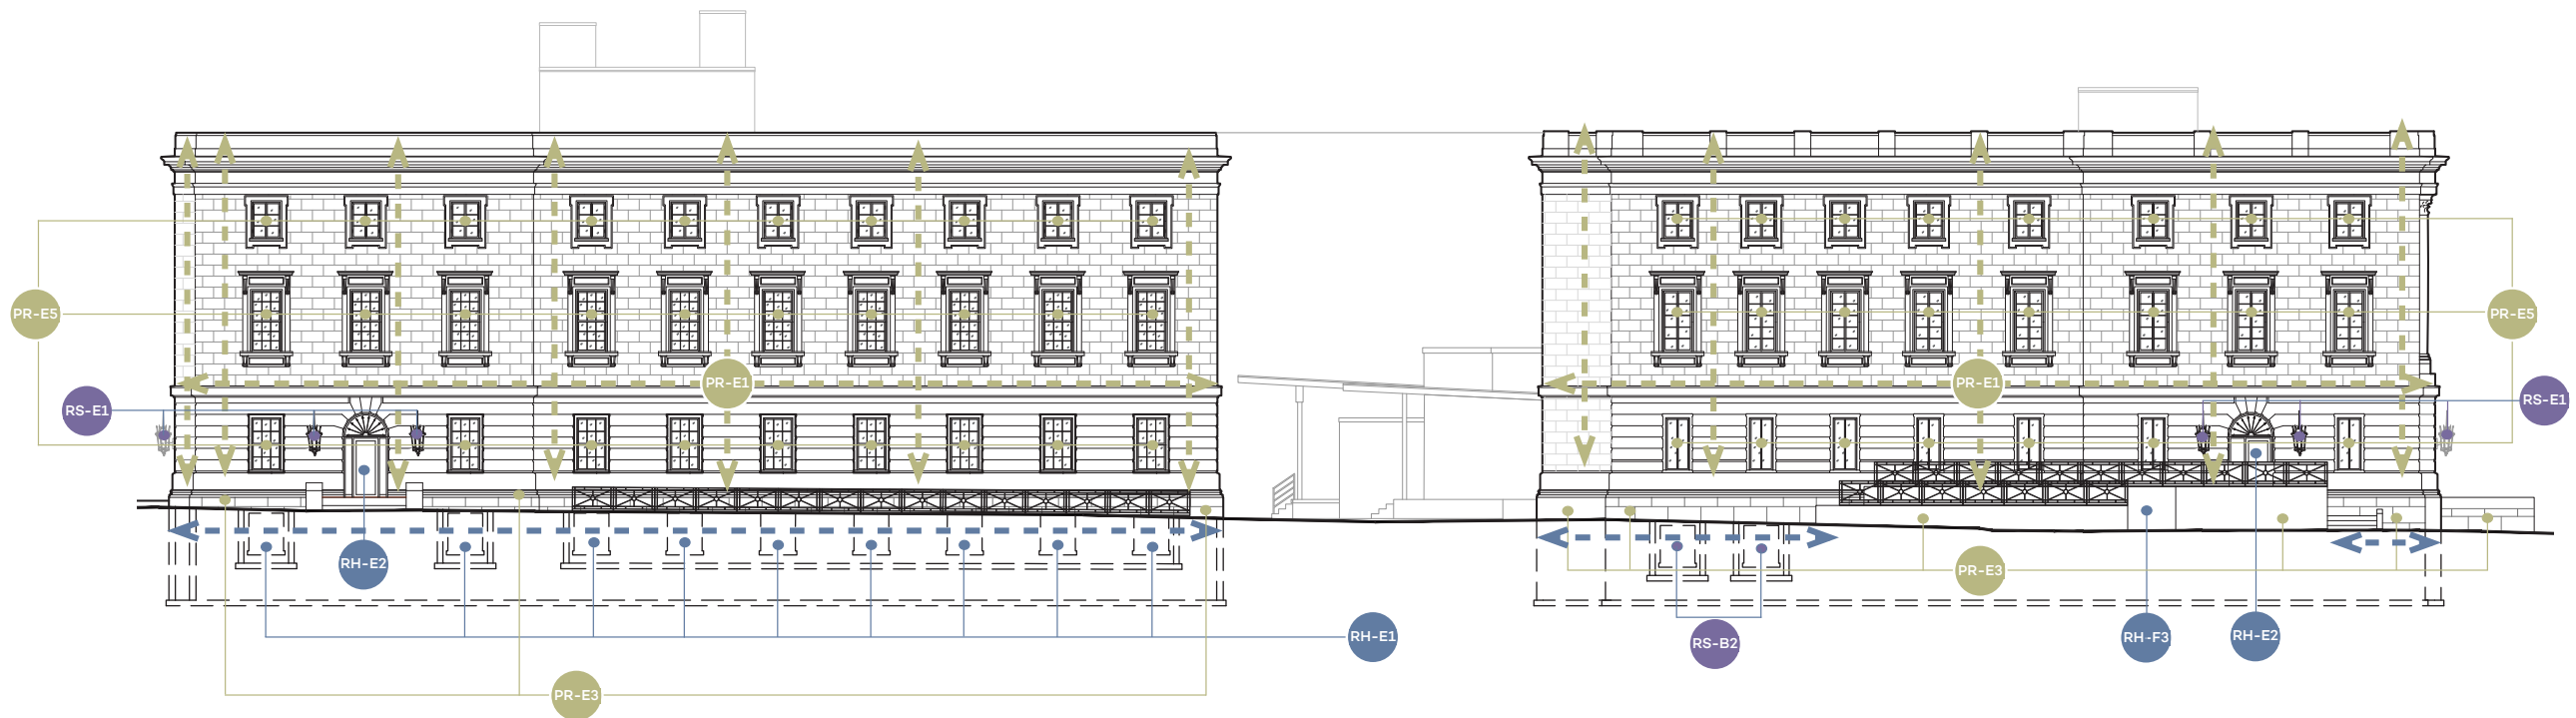 PR-E5
PR-E5
PR-E1
PR-E1
RS-E1
RS-E1
RH-E2
PR-E3
RH-E1
RS-B2
RH-F3
RH-E2
PR-E3